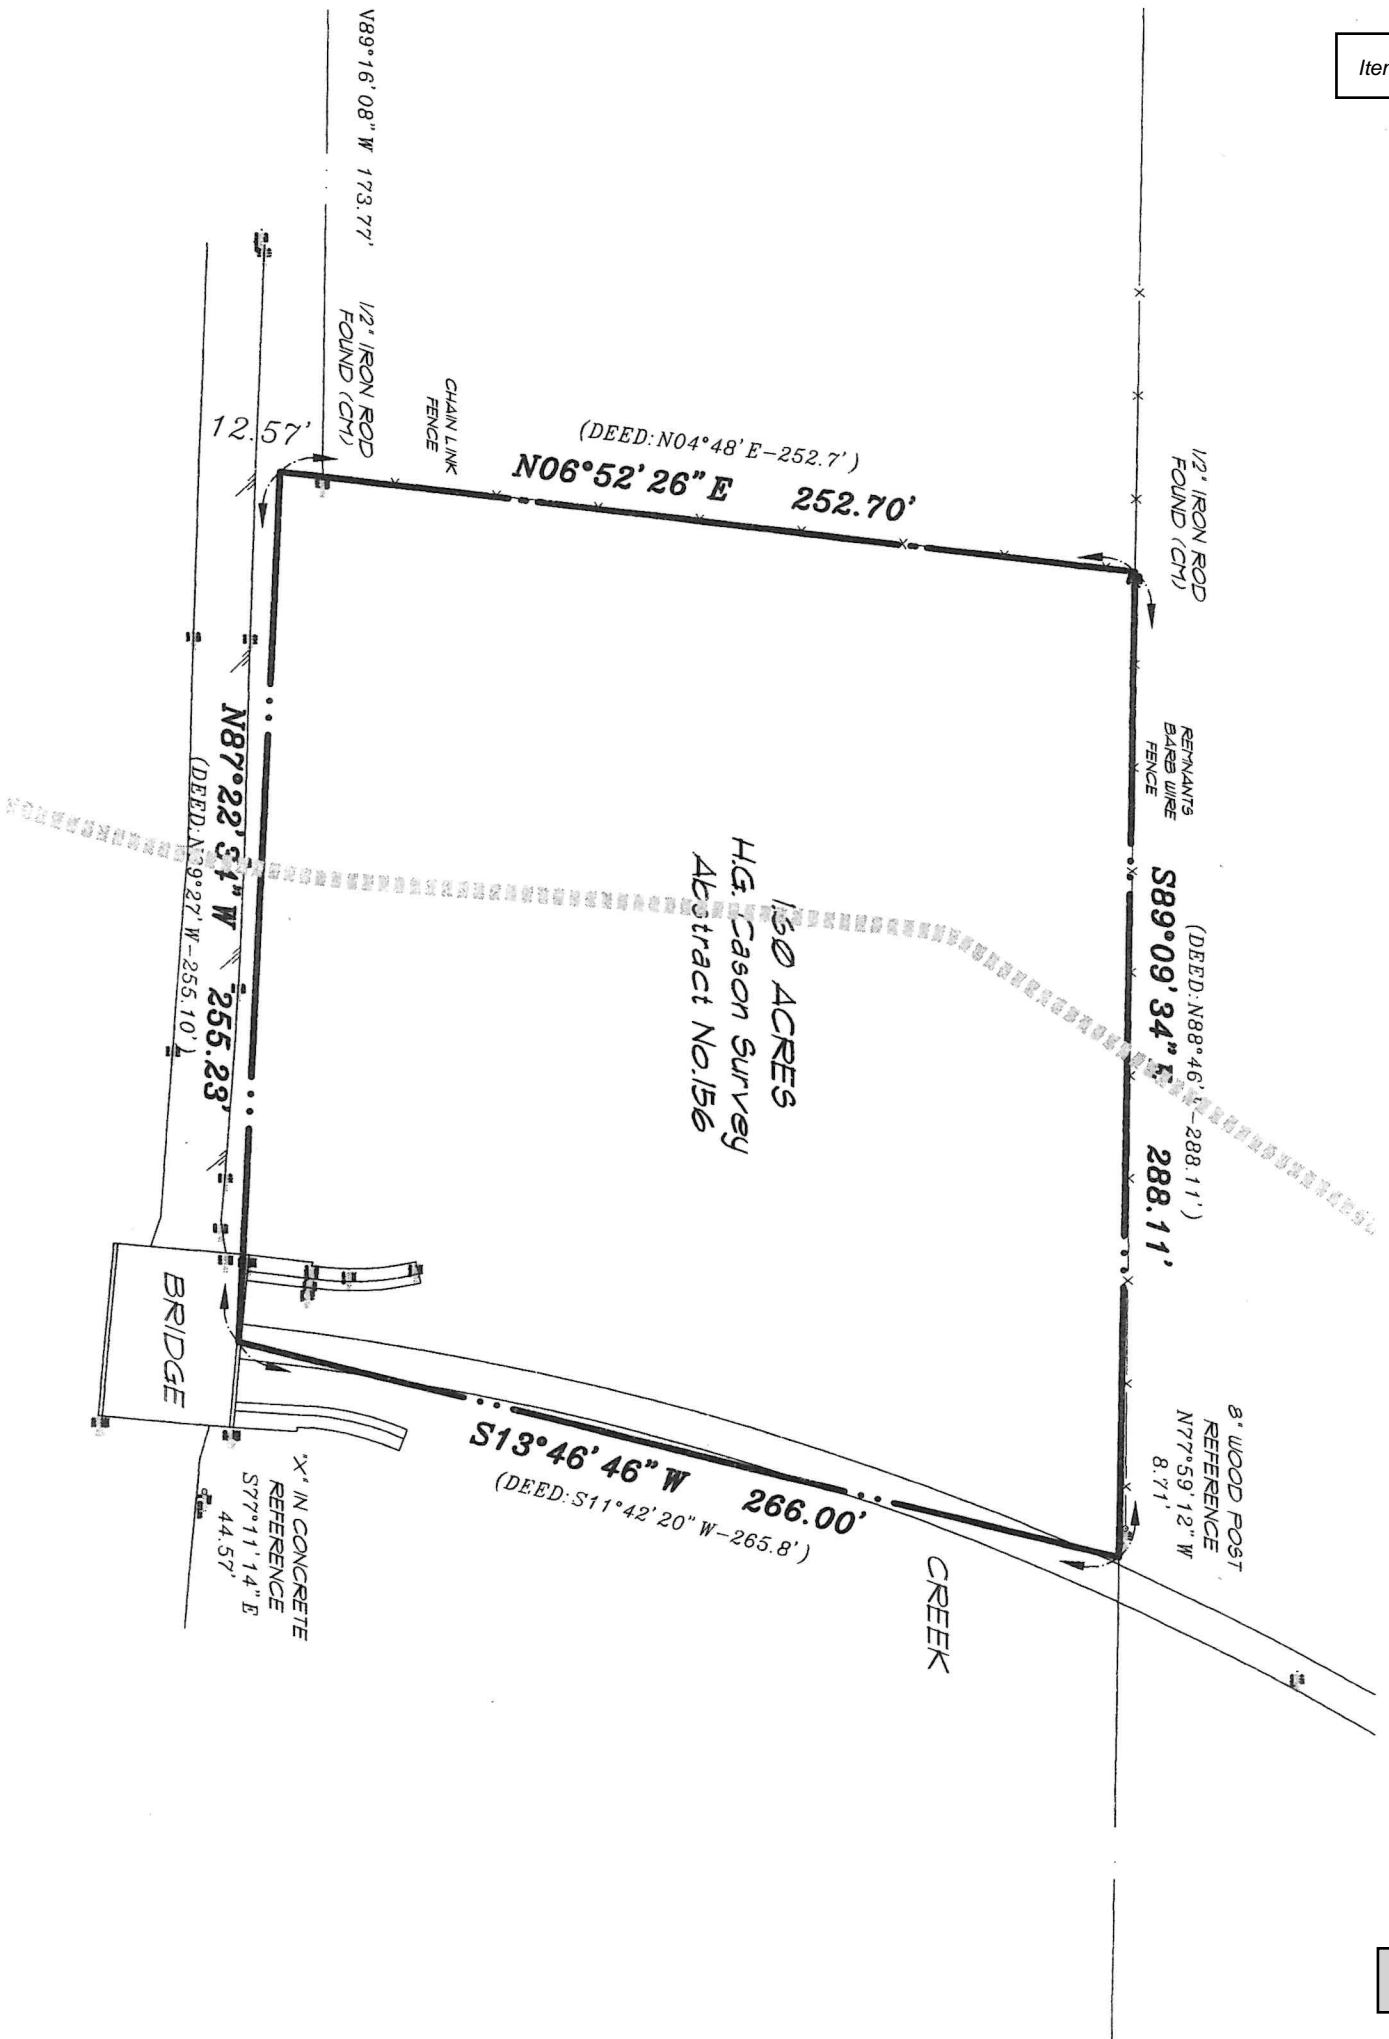 Iter
V89°16'08" W 173.77'
1/2" IRON ROD
FOUND (CM)
12.57'
CHAIN LINK
FENCE
(DEED:N04°48'E-252.7')
N06°52'26"E 252.70'
1/2" IRON ROD
FOUND (CM)
REMNANTS
BARB WIRE
FENCE
(DEED:N88°46' -288.11')
S89°09'34" E 288.11'
8" WOOD POST
REFERENCE
N77°59'12" W
8.71'
1.60 ACRES
H.G. Cason Survey
Abstract No.156
N87°22'34" W 255.23'
(DEED:N89°27'W-255.10')
BRIDGE
S13°46'46" W 266.00'
(DEED:S11°42'20" W-265.8')
CREEK
"X" IN CONCRETE
REFERENCE
S77°11'14" E
44.57'